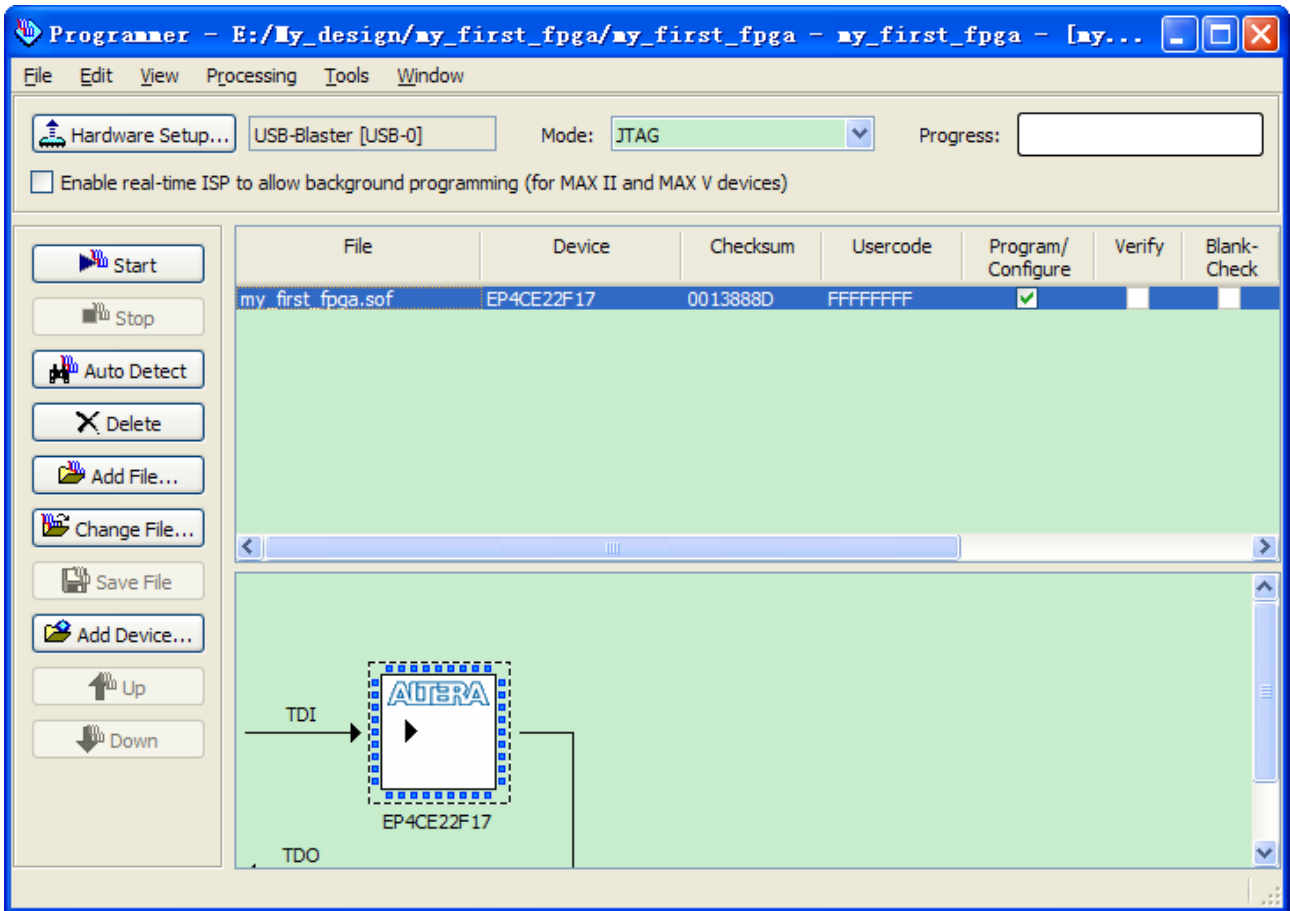 Programmer - E:/My_design/my_first_fpga/my_first_fpga - my_first_fpga - [my...
File Edit View Processing Tools Window
Hardware Setup... USB-Blaster [USB-0] Mode: JTAG Progress:
Enable real-time ISP to allow background programming (for MAX II and MAX V devices)
Start
Stop
Auto Detect
Delete
Add File...
Change File...
Save File
Add Device...
Up
Down
File Device Checksum Usercode Program/ Verify Blank-
Configure Check
my_first_fpga.sof EP4CE22F17 0013888D FFFFFFFF
ALTERA
TDI
EP4CE22F17
TDO